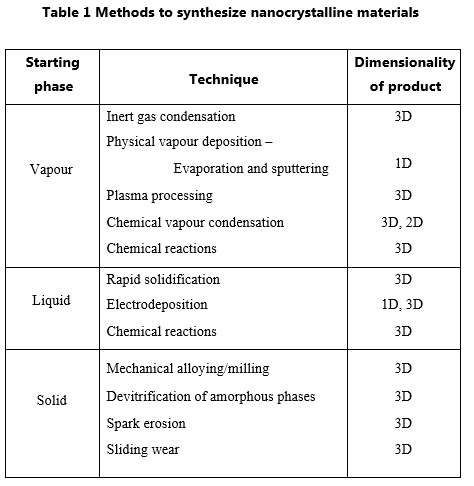 Table 1 Methods to synthesize nanocrystalline materials
Starting phase Technique Dimensionality of product
Vapour
Inert gas condensation 3D
Physical vapour deposition –
Evaporation and sputtering 1D
Plasma processing 3D
Chemical vapour condensation 3D, 2D
Chemical reactions 3D
Liquid
Rapid solidification 3D
Electrodeposition 1D, 3D
Chemical reactions 3D
Solid
Mechanical alloying/milling 3D
Devitrification of amorphous phases 3D
Spark erosion 3D
Sliding wear 3D